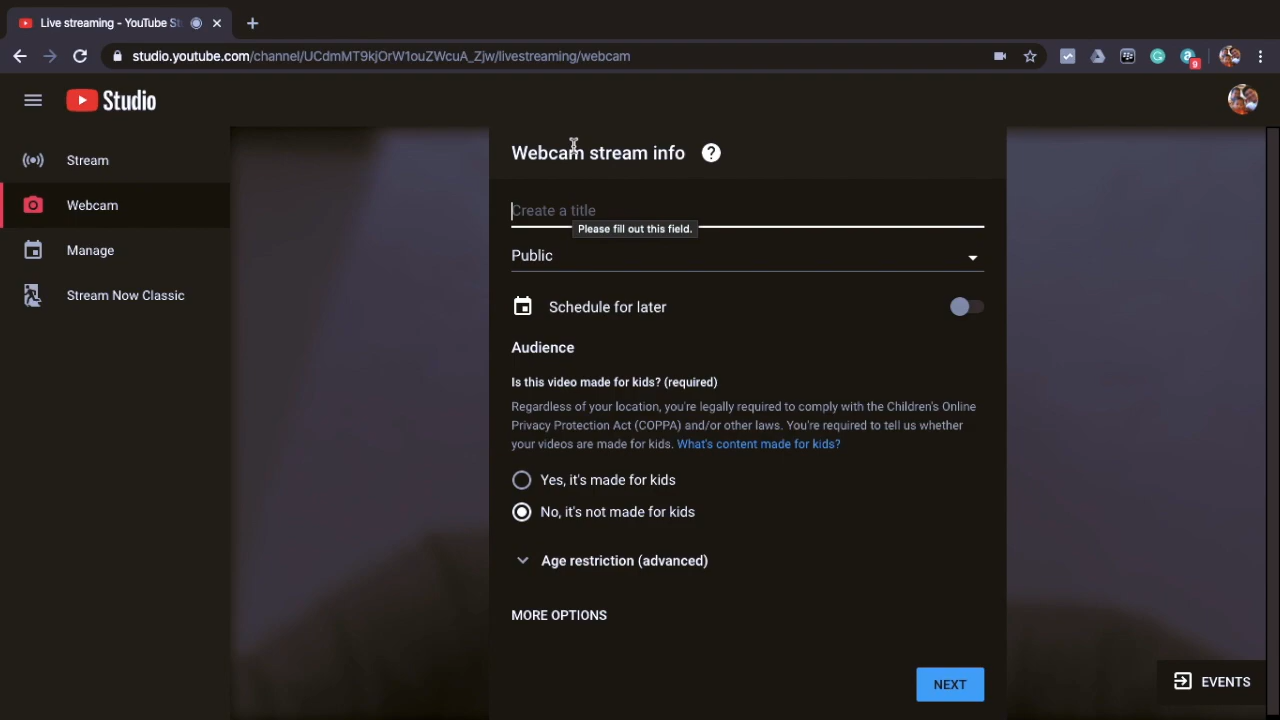 Live streaming - YouTube St
studio.youtube.com/channel/UCdmMT9kjOrW1ouZWcuA_Zjw/livestreaming/webcam
9
Studio
Stream
Webcam
Manage
Stream Now Classic
Webcam stream info
?
Create a title
Please fill out this field.
Public
Schedule for later
Audience
Is this video made for kids? (required)
Regardless of your location, you're legally required to comply with the Children's Online
Privacy Protection Act (COPPA) and/or other laws. You're required to tell us whether
your videos are made for kids. What's content made for kids?
Yes, it's made for kids
No, it's not made for kids
Age restriction (advanced)
MORE OPTIONS
NEXT
EVENTS